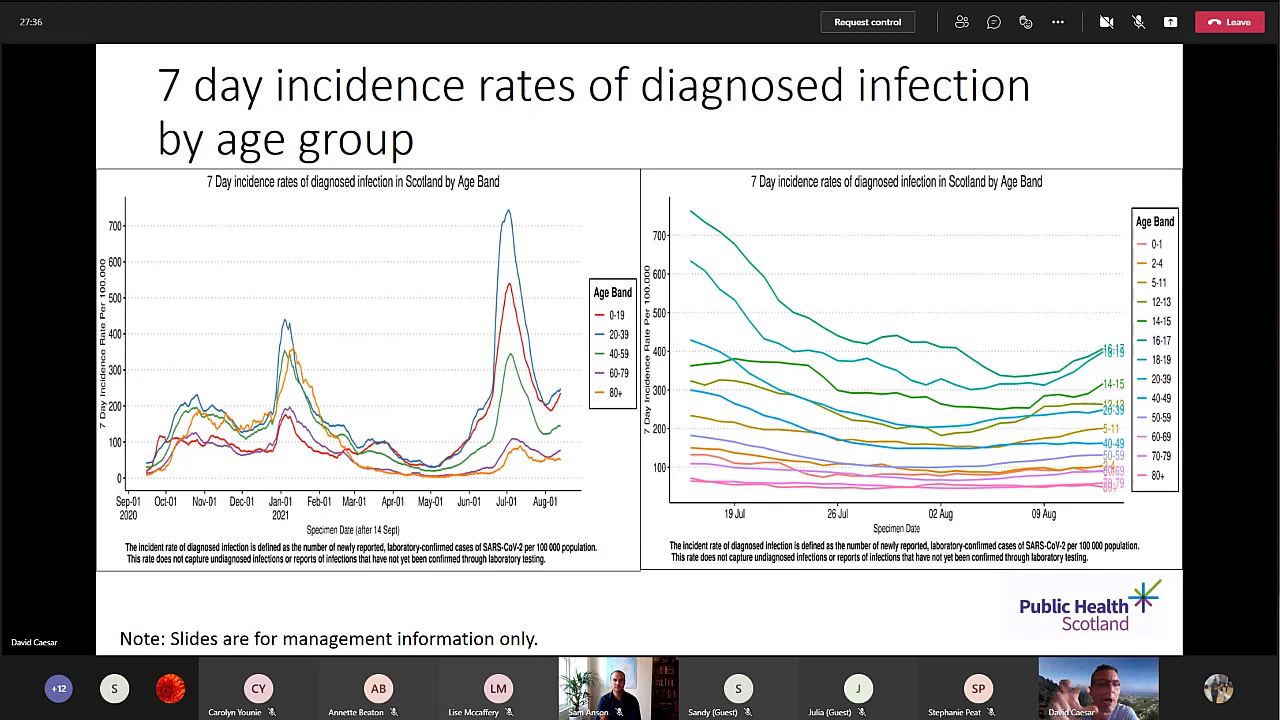 27:36
Request control
Leave
7 day incidence rates of diagnosed infection
by age group
7 Day incidence rates of diagnosed infection in Scotland by Age Band
7 Day Incidence Rate Per 100,000
700
600
500
400
300
200
100
0
Sep-01
2020
Oct-01
Nov-01
Dec-01
Jan-01
2021
Feb-01
Mar-01
Apr-01
May-01
Jun-01
Jul-01
Aug-01
Specimen Date (after 14 Sept)
Age Band
0-19
20-39
40-59
60-79
80+
The incident rate of diagnosed infection is defined as the number of newly reported, laboratory-confirmed cases of SARS-CoV-2 per 100 000 population.
This rate does not capture undiagnosed infections or reports of infections that have not yet been confirmed through laboratory testing.
7 Day incidence rates of diagnosed infection in Scotland by Age Band
7 Day Incidence Rate Per 100,000
700
600
500
400
300
200
100
19 Jul
26 Jul
02 Aug
09 Aug
Specimen Date
14-15
20-39
5-11
40-49
50-59
Age Band
0-1
2-4
5-11
12-13
14-15
16-17
18-19
20-39
40-49
50-59
60-69
70-79
80+
The incident rate of diagnosed infection is defined as the number of newly reported, laboratory-confirmed cases of SARS-CoV-2 per 100 000 population.
This rate does not capture undiagnosed infections or reports of infections that have not yet been confirmed through laboratory testing.
Public Health
Scotland
Note: Slides are for management information only.
David Caesar
+12
S
CY
Carolyn Younie
AB
Annette Boston
LM
Lise Mccaffery
Sam Anson
S
Sandy (Guest)
J
Julia (Guest)
SP
Stephanie Peat
David Caesar